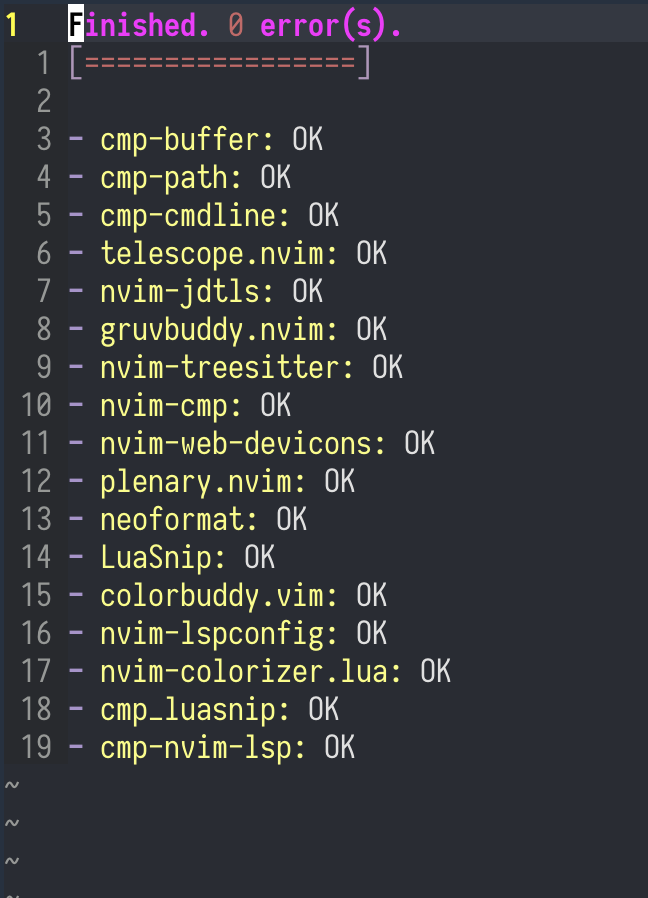 1 Finished. 0 error(s).
1 [=================]
2
3 - cmp-buffer: OK
4 - cmp-path: OK
5 - cmp-cmdline: OK
6 - telescope.nvim: OK
7 - nvim-jdtls: OK
8 - gruvbuddy.nvim: OK
9 - nvim-treesitter: OK
10 - nvim-cmp: OK
11 - nvim-web-devicons: OK
12 - plenary.nvim: OK
13 - neoformat: OK
14 - LuaSnip: OK
15 - colorbuddy.vim: OK
16 - nvim-lspconfig: OK
17 - nvim-colorizer.lua: OK
18 - cmp_luasnip: OK
19 - cmp-nvim-lsp: OK
~
~
~
~